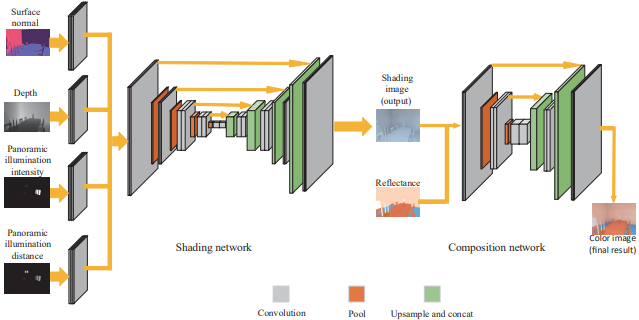 Surface
normal
Depth
Panoramic
illumination
intensity
Panoramic
illumination
distance
Shading network
Shading
image
(output)
Reflectance
Composition network
Color image
(final result)
Convolution
Pool
Upsample and concat